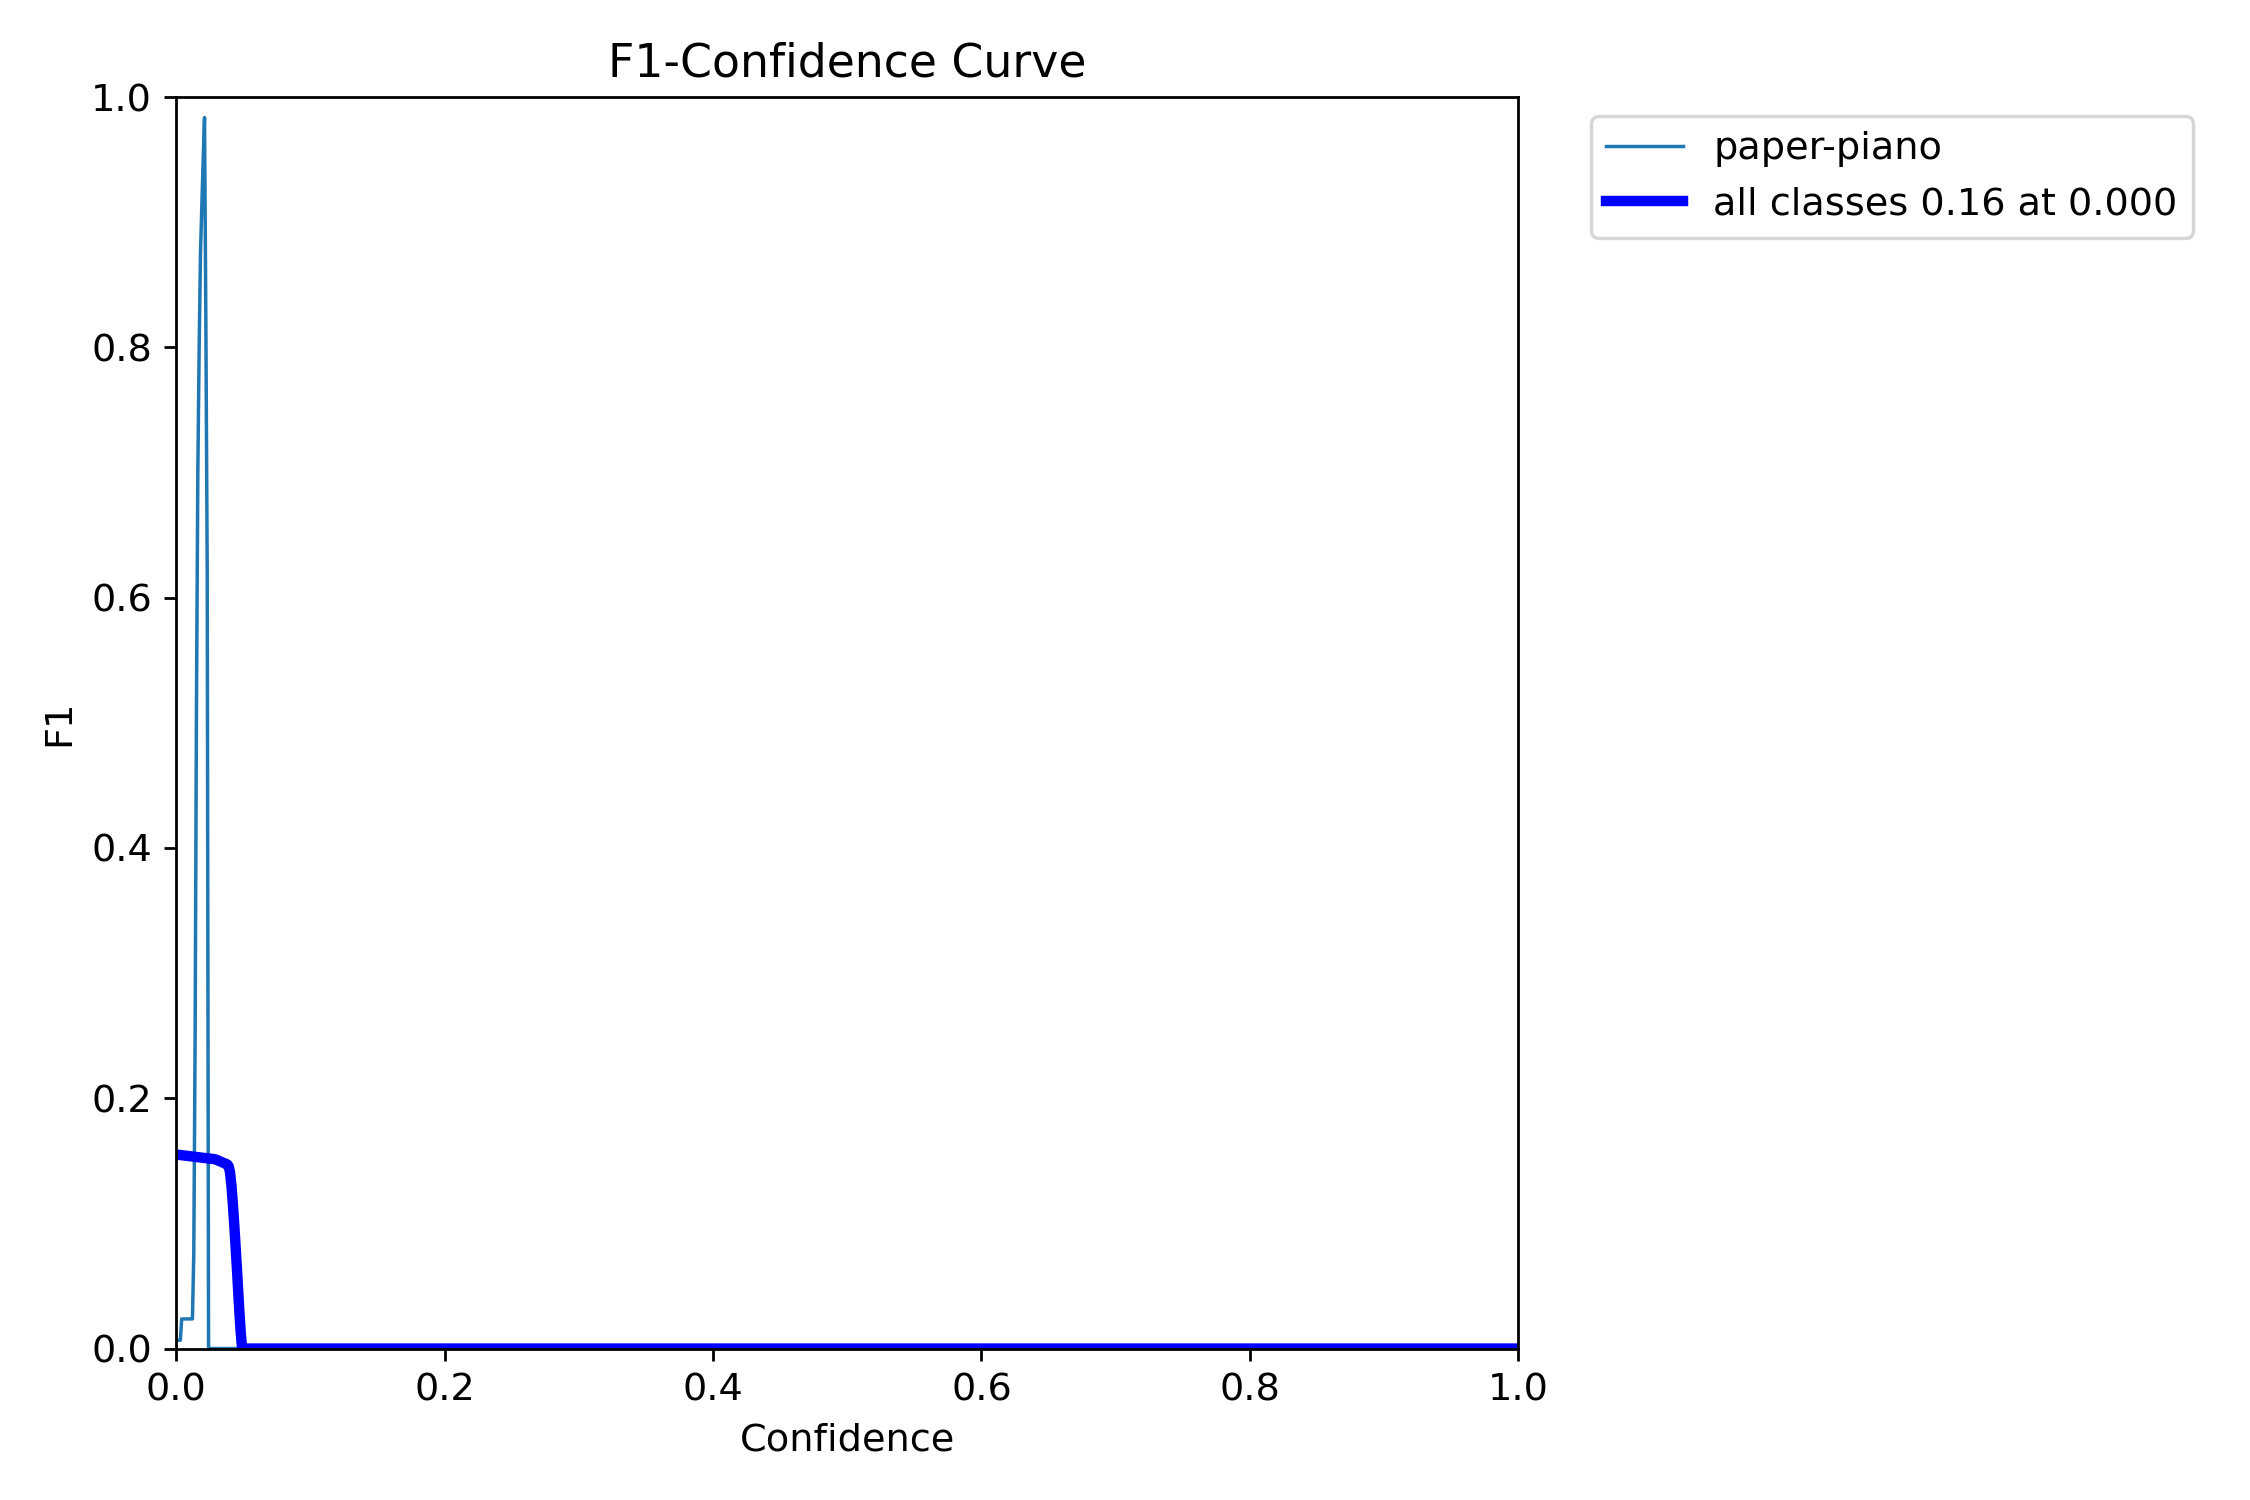 F1-Confidence Curve
1.0
0.8
0.6
0.4
0.2
0.0
F1
0.0 0.2 0.4 0.6 0.8 1.0
Confidence
paper-piano
all classes 0.16 at 0.000